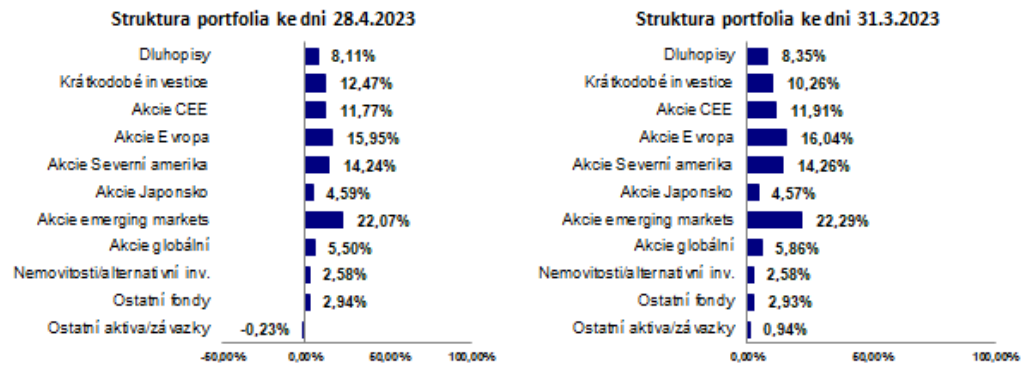 Struktura portfolia ke dni 28.4.2023
Dluhopisy 8,11%
Krátkodobé investice 12,47%
Akcie CEE 11,77%
Akcie Evropa 15,95%
Akcie Severní amerika 14,24%
Akcie Japonsko 4,59%
Akcie emerging markets 22,07%
Akcie globální 5,50%
Nemovitosti/alternativní inv. 2,58%
Ostatní fondy 2,94%
Ostatní aktiva/závazky -0,23%
-50,00% 0,00% 50,00% 100,00%
Struktura portfolia ke dni 31.3.2023
Dluhopisy 8,35%
Krátkodobé investice 10,26%
Akcie CEE 11,91%
Akcie Evropa 16,04%
Akcie Severní amerika 14,26%
Akcie Japonsko 4,57%
Akcie emerging markets 22,29%
Akcie globální 5,86%
Nemovitosti/alternativní inv. 2,58%
Ostatní fondy 2,93%
Ostatní aktiva/závazky 0,94%
0,00% 50,00% 100,00%